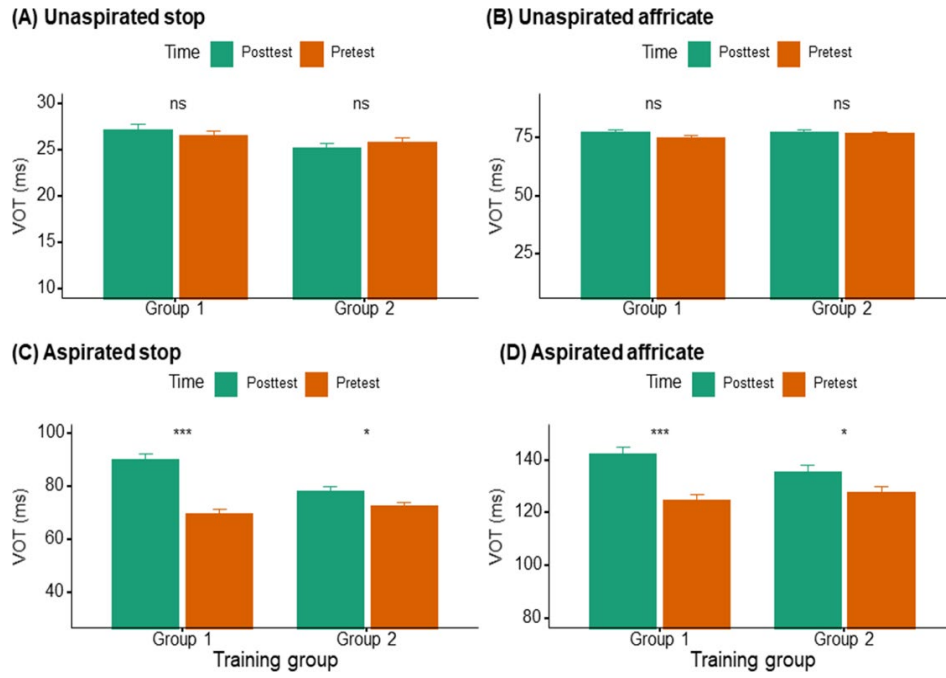 (A) Unaspirated stop
Time Posttest Pretest
ns ns
30
25
20
15
10
VOT (ms)
Group 1 Group 2
(B) Unaspirated affricate
Time Posttest Pretest
ns ns
75
50
25
VOT (ms)
Group 1 Group 2
(C) Aspirated stop
Time Posttest Pretest
*** *
100
80
60
40
VOT (ms)
Group 1 Group 2
Training group
(D) Aspirated affricate
Time Posttest Pretest
*** *
140
120
100
80
VOT (ms)
Group 1 Group 2
Training group